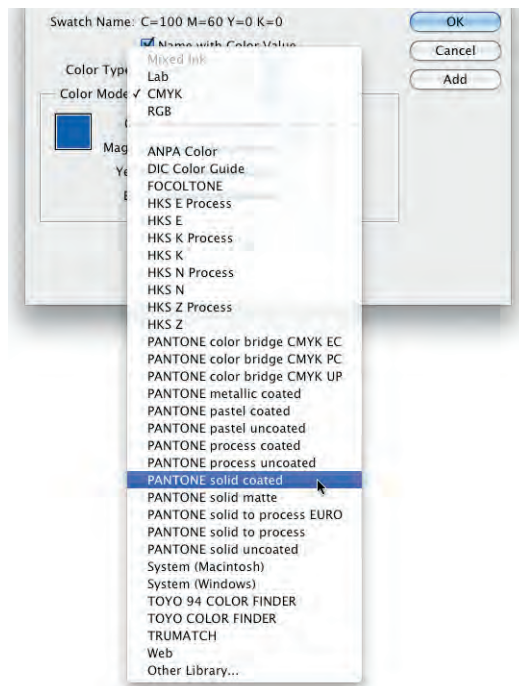 Swatch Name: C=100 M=60 Y=0 K=0
OK
Name with Color Value
Cancel
Color Type
Add
Mixed Ink
Lab
Color Mode ✓ CMYK
RGB
Mag
Ye
ANPA Color
DIC Color Guide
FOCOLTONE
HKS E Process
HKS E
HKS K Process
HKS K
HKS N Process
HKS N
HKS Z Process
HKS Z
PANTONE color bridge CMYK EC
PANTONE color bridge CMYK PC
PANTONE color bridge CMYK UP
PANTONE metallic coated
PANTONE pastel coated
PANTONE pastel uncoated
PANTONE process coated
PANTONE process uncoated
PANTONE solid coated
PANTONE solid matte
PANTONE solid to process EURO
PANTONE solid to process
PANTONE solid uncoated
System (Macintosh)
System (Windows)
TOYO 94 COLOR FINDER
TOYO COLOR FINDER
TRUMATCH
Web
Other Library...